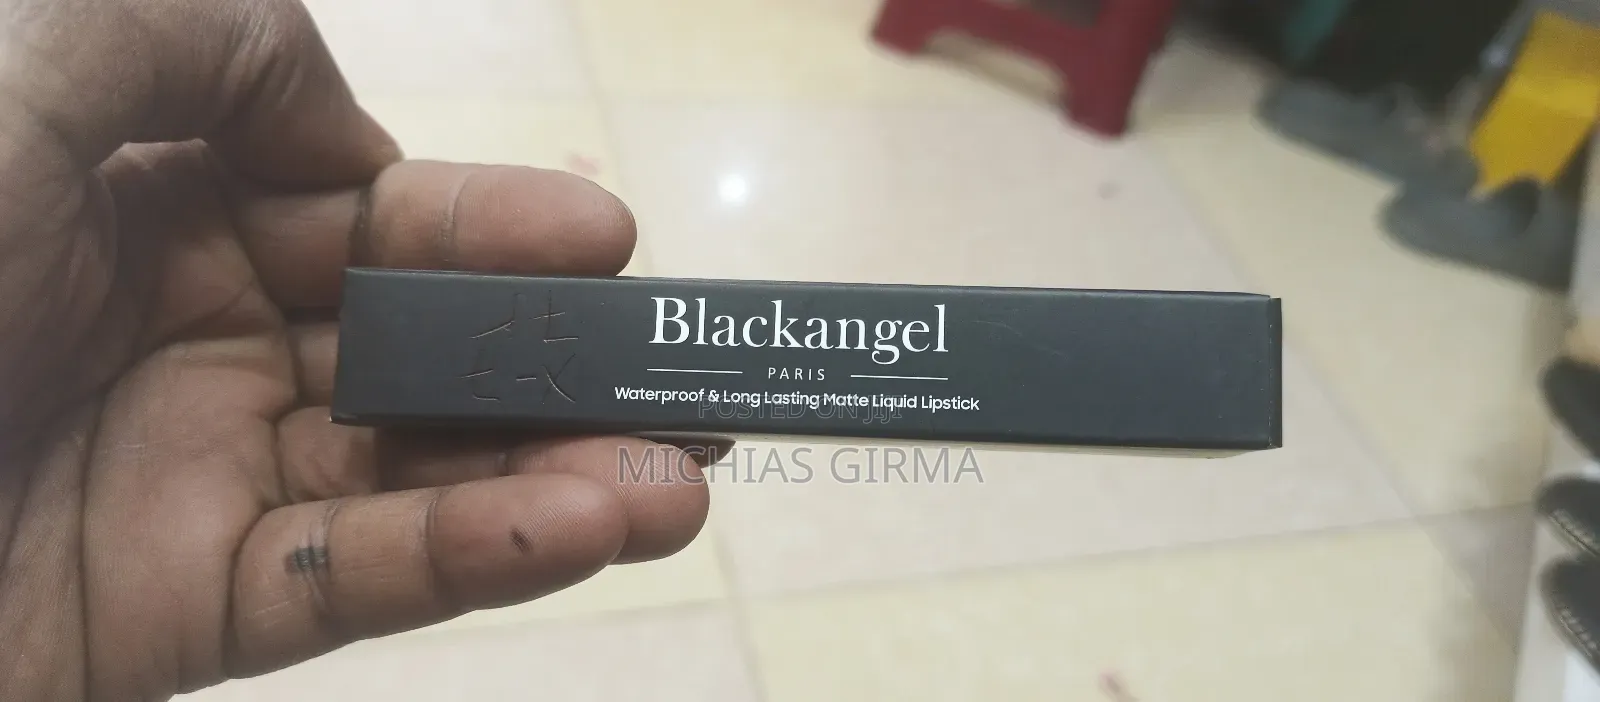 Blackangel
PARIS
Waterproof & Long Lasting Matte Liquid Lipstick
POSTED ON JIJI
MICHIAS GIRMA